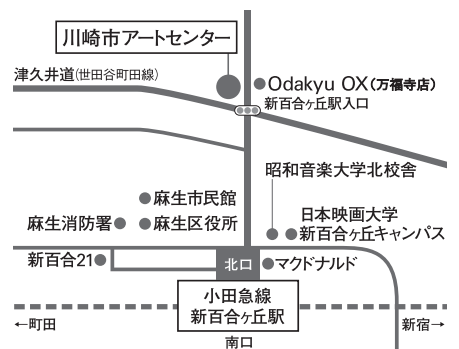 川崎市アートセンター
津久井道(世田谷町田線)
Odakyu OX(万福寺店)
新百合ヶ丘駅入口
昭和音楽大学北校舎
麻生市民館
日本映画大学
麻生消防署
麻生区役所
新百合ヶ丘キャンパス
新百合21
北口
マクドナルド
小田急線
新百合ヶ丘駅
←町田
新宿→
南口